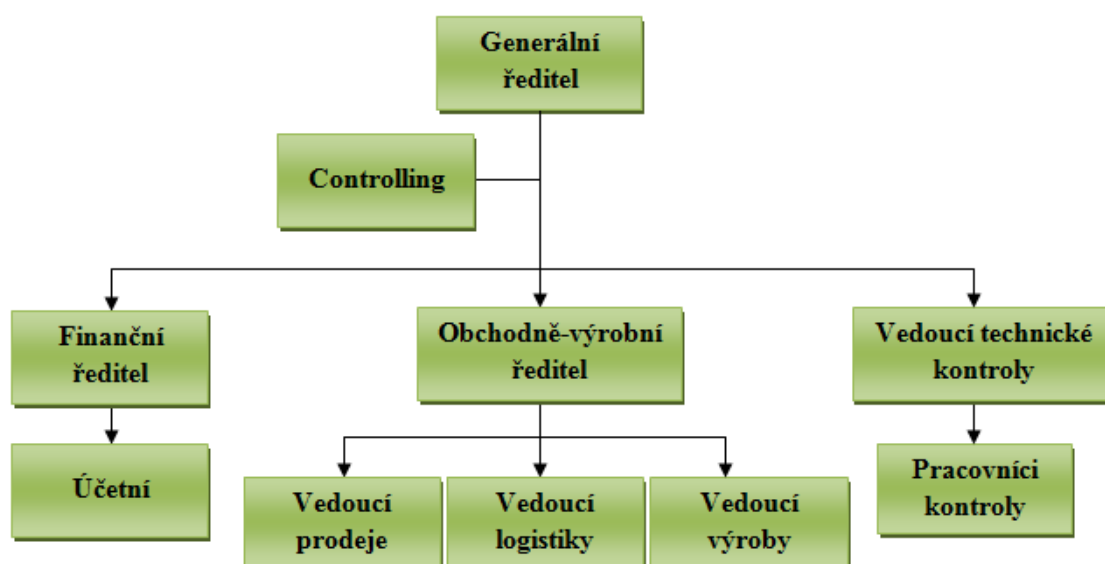 Generální
ředitel
Controlling
Finanční
ředitel
Obchodně-výrobní
ředitel
Vedoucí technické
kontroly
Účetní
Vedoucí
prodeje
Vedoucí
logistiky
Vedoucí
výroby
Pracovníci
kontroly